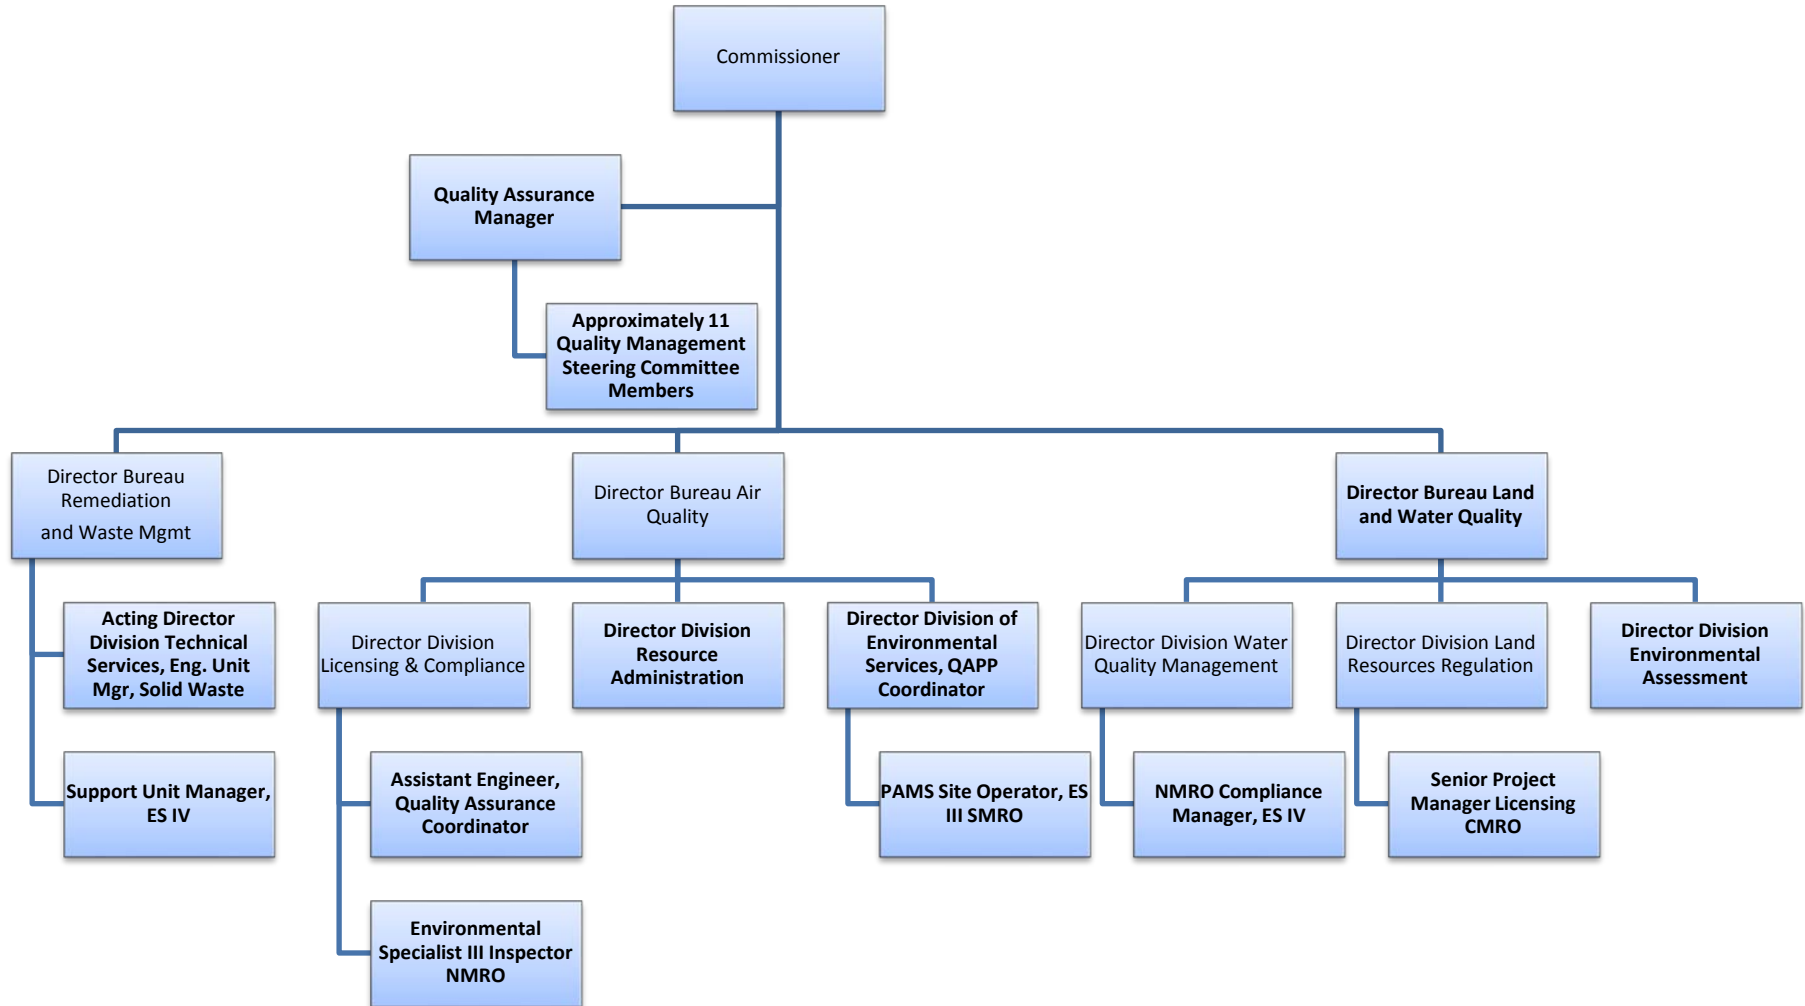 Commissioner
Quality Assurance
Manager
Approximately 11
Quality Management
Steering Committee
Members
Director Bureau
Remediation
and Waste Mgmt
Director Bureau Air
Quality
Director Bureau Land
and Water Quality
Acting Director
Division Technical
Services, Eng. Unit
Mgr, Solid Waste
Director Division
Licensing & Compliance
Director Division
Resource
Administration
Director Division of
Environmental
Services, QAPP
Coordinator
Director Division Water
Quality Management
Director Division Land
Resources Regulation
Director Division
Environmental
Assessment
Support Unit Manager,
ES IV
Assistant Engineer,
Quality Assurance
Coordinator
PAMS Site Operator, ES
III SMRO
NMRO Compliance
Manager, ES IV
Senior Project
Manager Licensing
CMRO
Environmental
Specialist III Inspector
NMRO